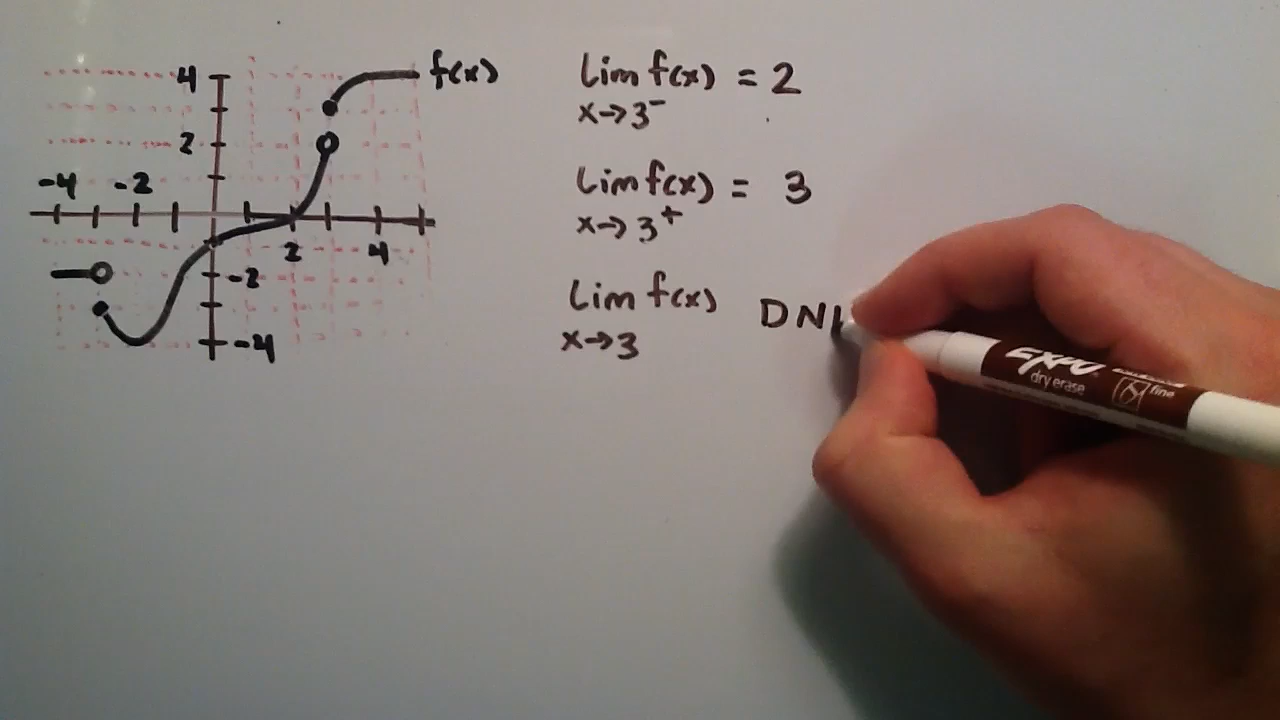 4
f(x)
2
-4 -2
2 4
-2
-4
Lim f(x) = 2
x→3⁻
Lim f(x) = 3
x→3⁺
Lim f(x) DN
x→3
EXPO
dry erase
fine